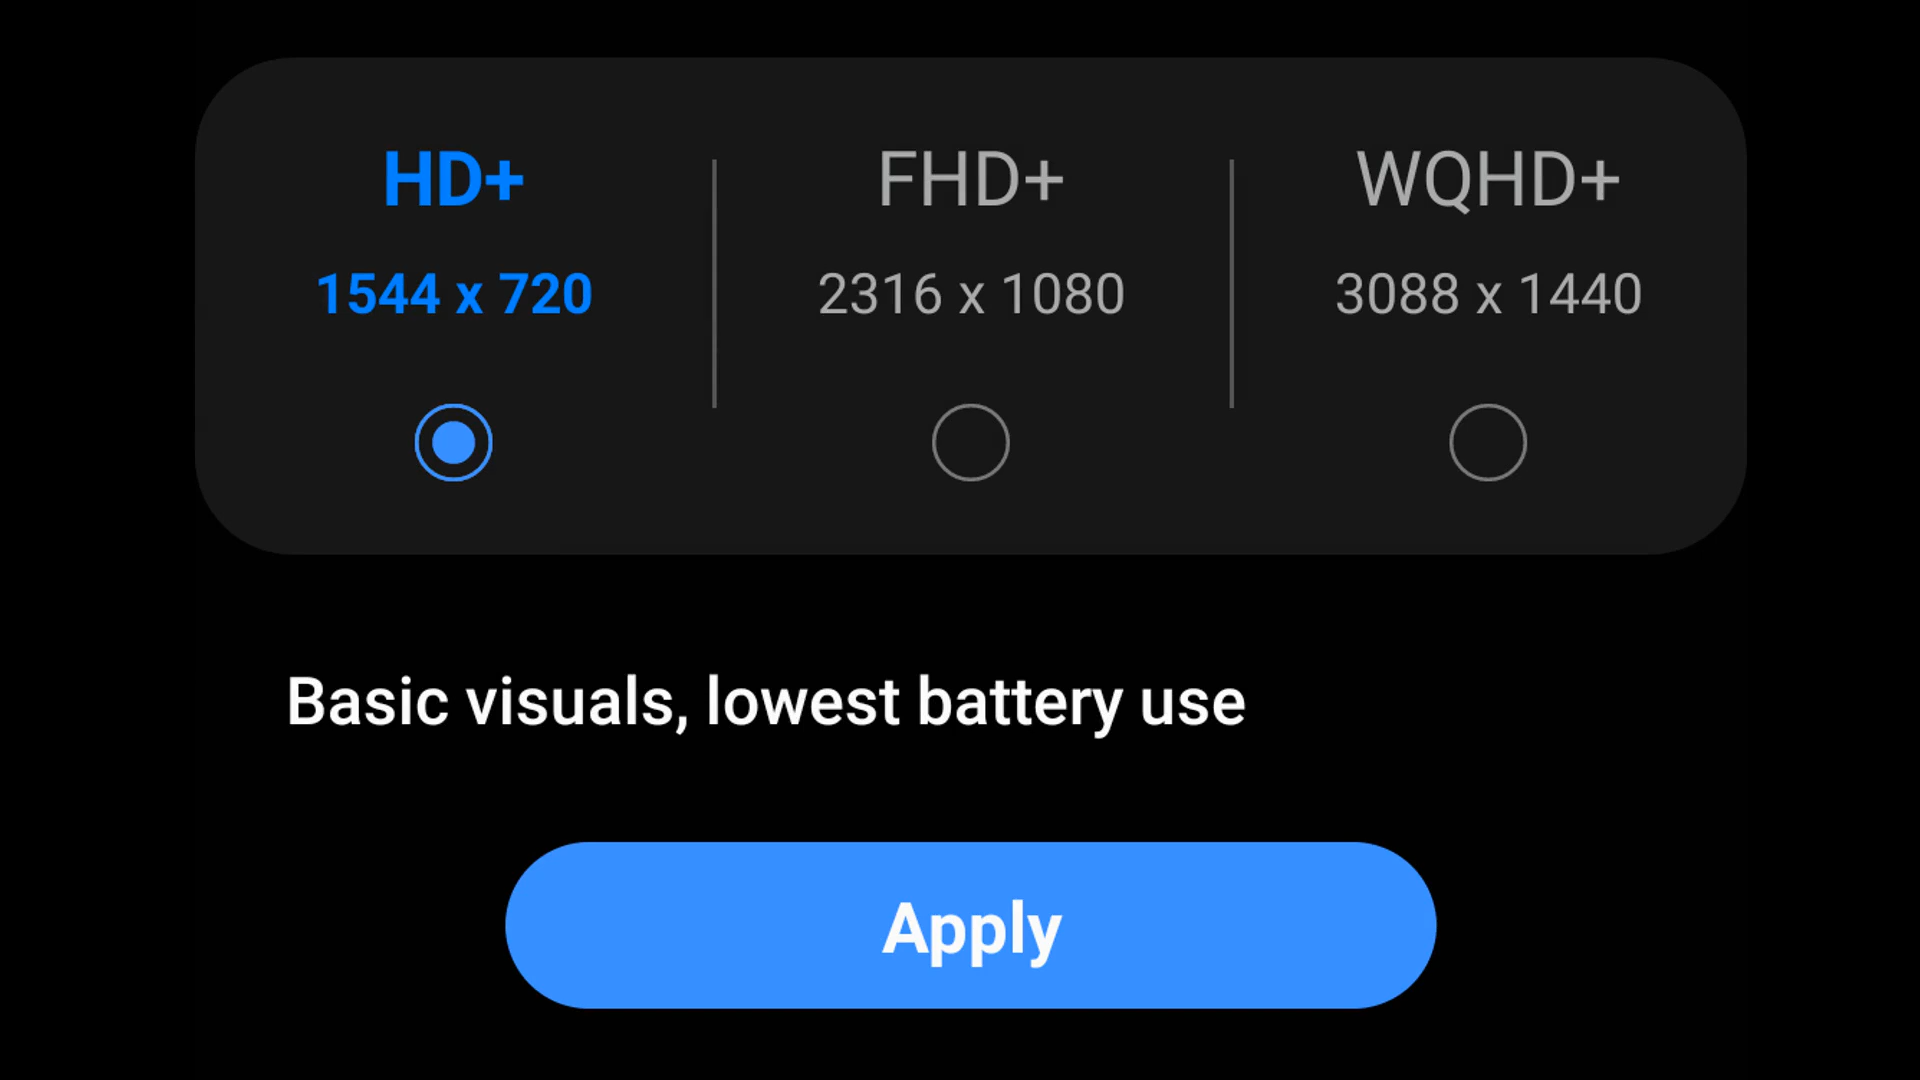 HD+ FHD+ WQHD+
1544 x 720 2316 x 1080 3088 x 1440
Basic visuals, lowest battery use
Apply